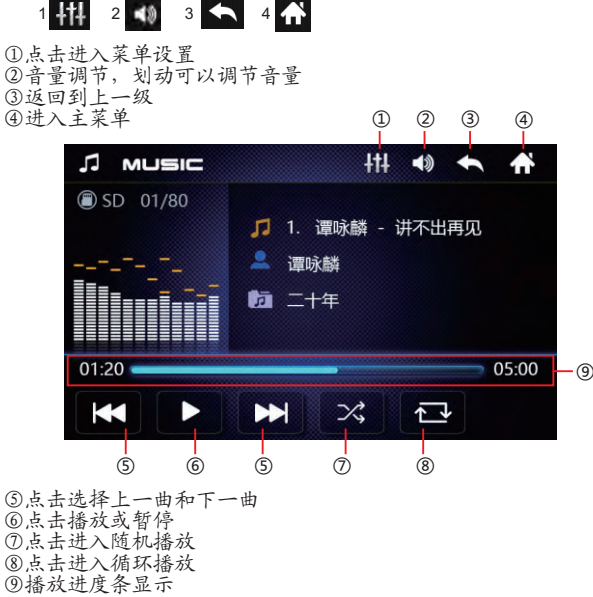 1 2 3 4
①点击进入菜单设置
②音量调节，划动可以调节音量
③返回到上一级
④进入主菜单
① ② ③ ④
MUSIC
SD 01/80
1. 谭咏麟 - 讲不出再见
谭咏麟
二十年
01:20 05:00 ⑨
⑤ ⑥ ⑤ ⑦ ⑧
⑤点击选择上一曲和下一曲
⑥点击播放或暂停
⑦点击进入随机播放
⑧点击进入循环播放
⑨播放进度条显示